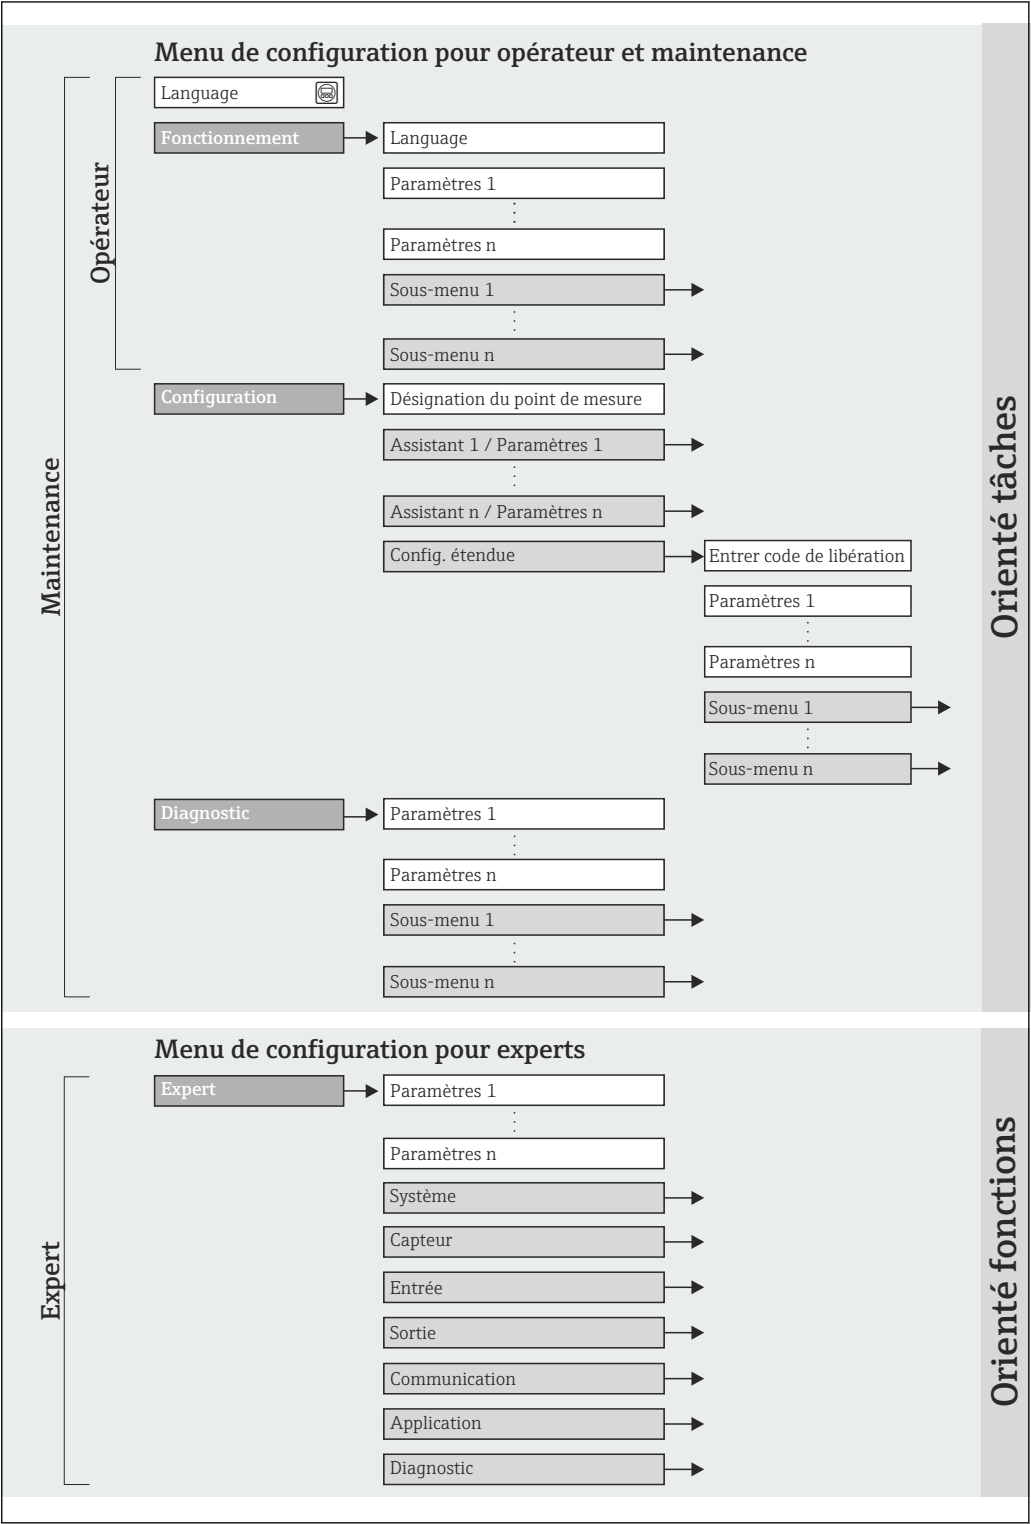 Menu de configuration pour opérateur et maintenance
Language
Fonctionnement
Language
Paramètres 1
Paramètres n
Sous-menu 1
Sous-menu n
Opérateur
Configuration
Désignation du point de mesure
Assistant 1 / Paramètres 1
Assistant n / Paramètres n
Config. étendue
Entrer code de libération
Paramètres 1
Paramètres n
Sous-menu 1
Sous-menu n
Diagnostic
Paramètres 1
Paramètres n
Sous-menu 1
Sous-menu n
Maintenance
Orienté tâches
Menu de configuration pour experts
Expert
Paramètres 1
Paramètres n
Système
Capteur
Entrée
Sortie
Communication
Application
Diagnostic
Expert
Orienté fonctions